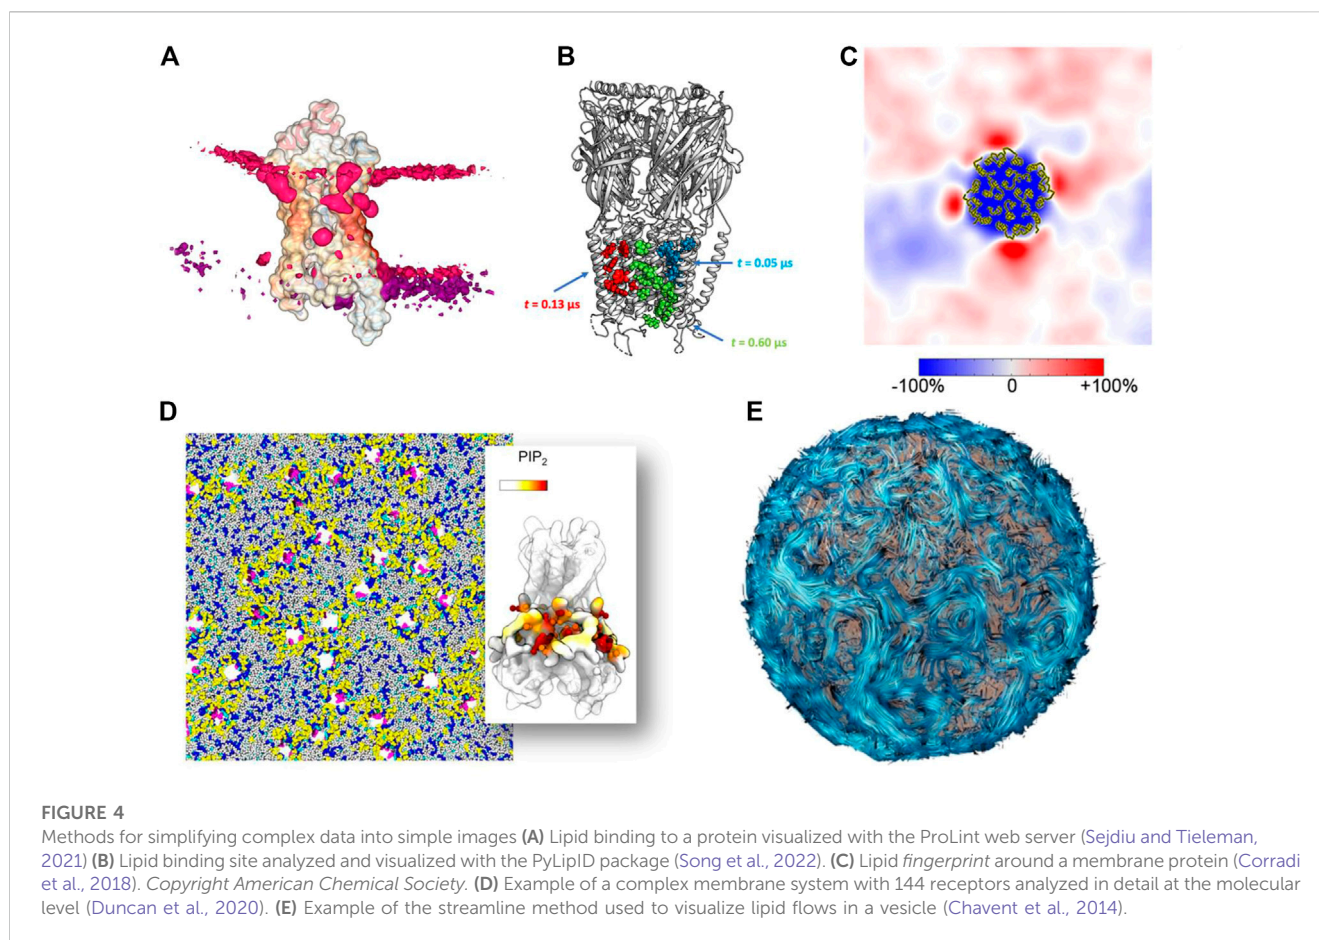 A
B
C
t = 0.05 µs
t = 0.13 µs
t = 0.60 µs
-100% 0 +100%
D
E
PIP2
FIGURE 4
Methods for simplifying complex data into simple images (A) Lipid binding to a protein visualized with the ProLint web server (Sejdiu and Tieleman,
2021) (B) Lipid binding site analyzed and visualized with the PyLipID package (Song et al., 2022). (C) Lipid fingerprint around a membrane protein (Corradi
et al., 2018). Copyright American Chemical Society. (D) Example of a complex membrane system with 144 receptors analyzed in detail at the molecular
level (Duncan et al., 2020). (E) Example of the streamline method used to visualize lipid flows in a vesicle (Chavent et al., 2014).